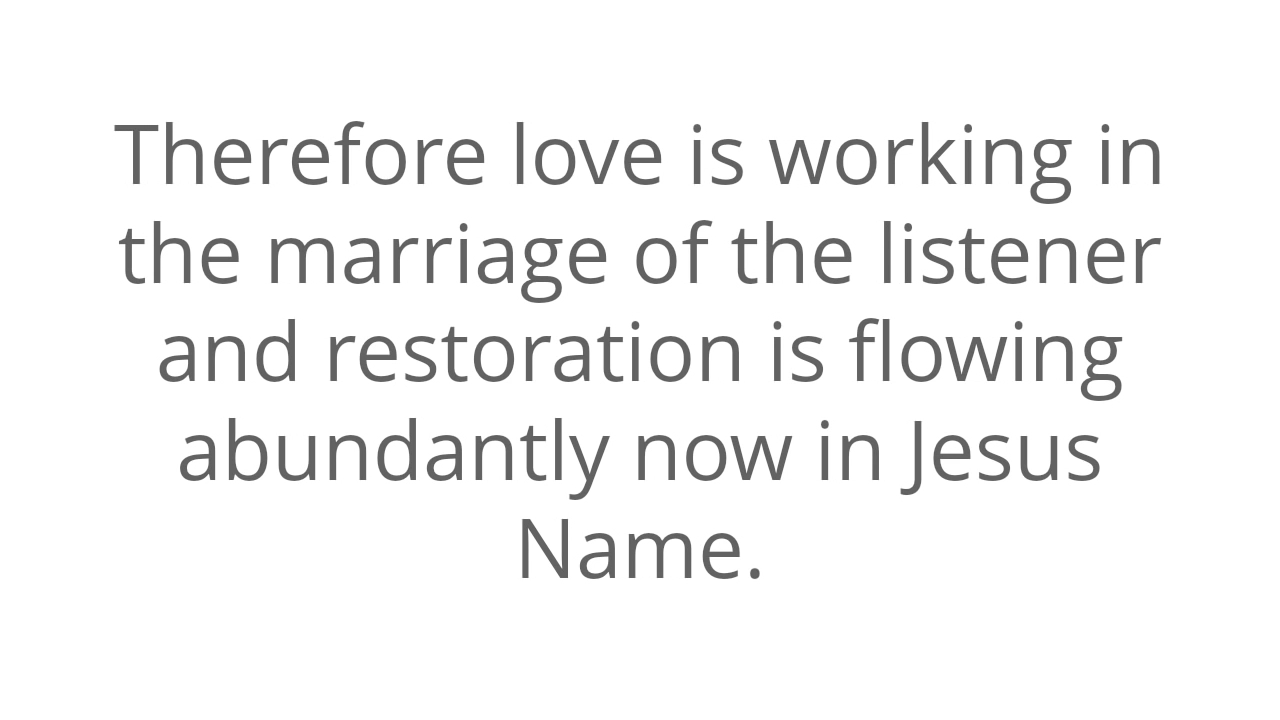 Therefore love is working in
the marriage of the listener
and restoration is flowing
abundantly now in Jesus
Name.